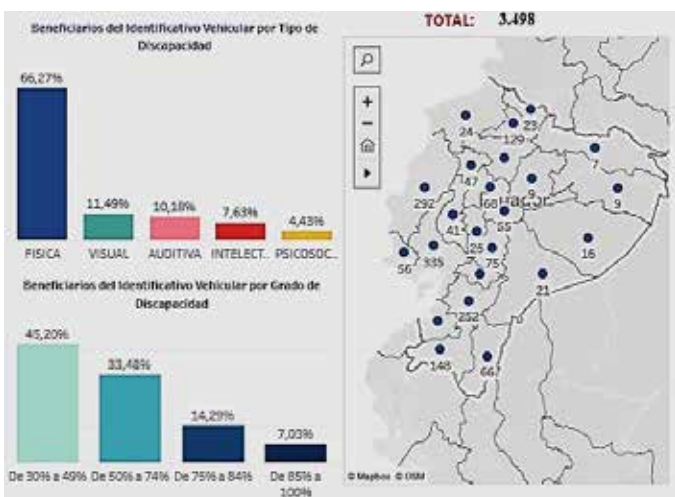 Beneficiarios del Identificativo Vehicular por Tipo de
Discapacidad
66,27%
11,49%
10,18%
7,63%
4,43%
FISICA
VISUAL
AUDITIVA
INTELECT..
PSICOSOC..
Beneficiarios del Identificativo Vehicular por Grado de
Discapacidad
45,20%
33,48%
14,29%
7,03%
De 30% a 49%
De 50% a 74%
De 75% a 84%
De 85% a
100%
TOTAL: 3.498
24
23
129
7
47
9
9
292
68
41
55
25
16
56
335
75
21
252
148
66
© Mapbox © OSM